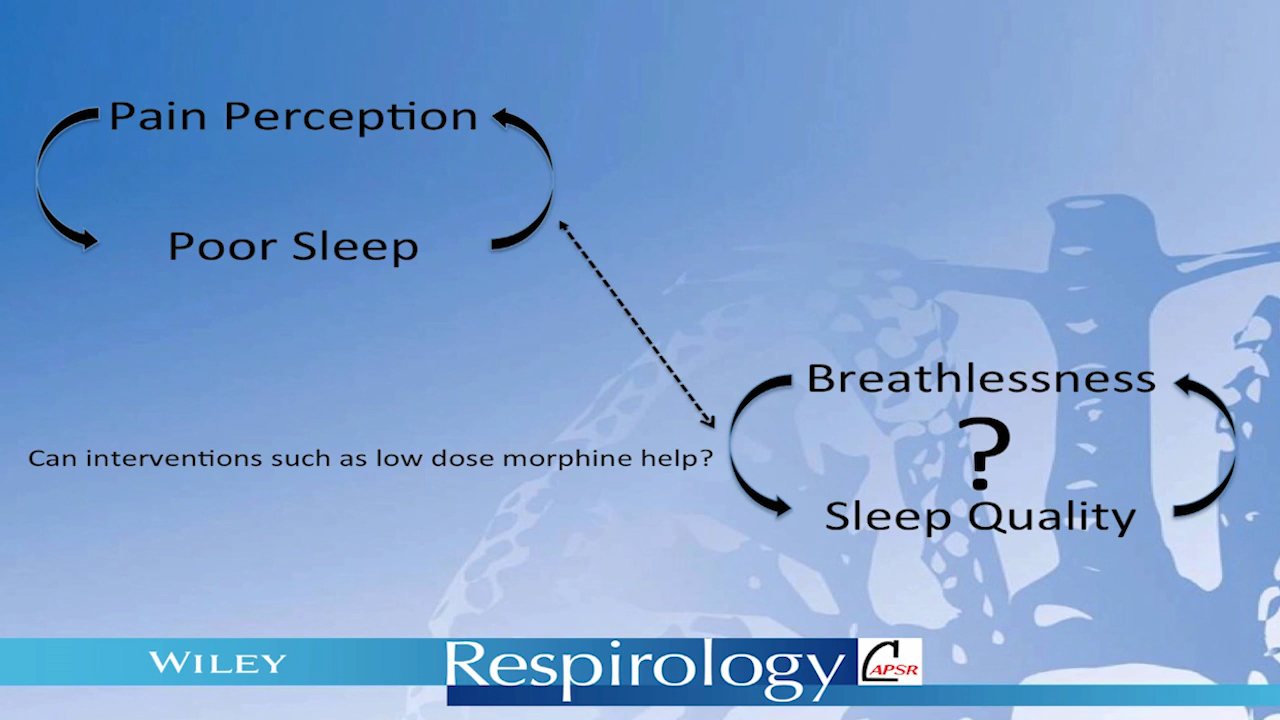 Pain Perception
Poor Sleep
Breathlessness
?
Can interventions such as low dose morphine help?
Sleep Quality
WILEY
Respirology
APSR